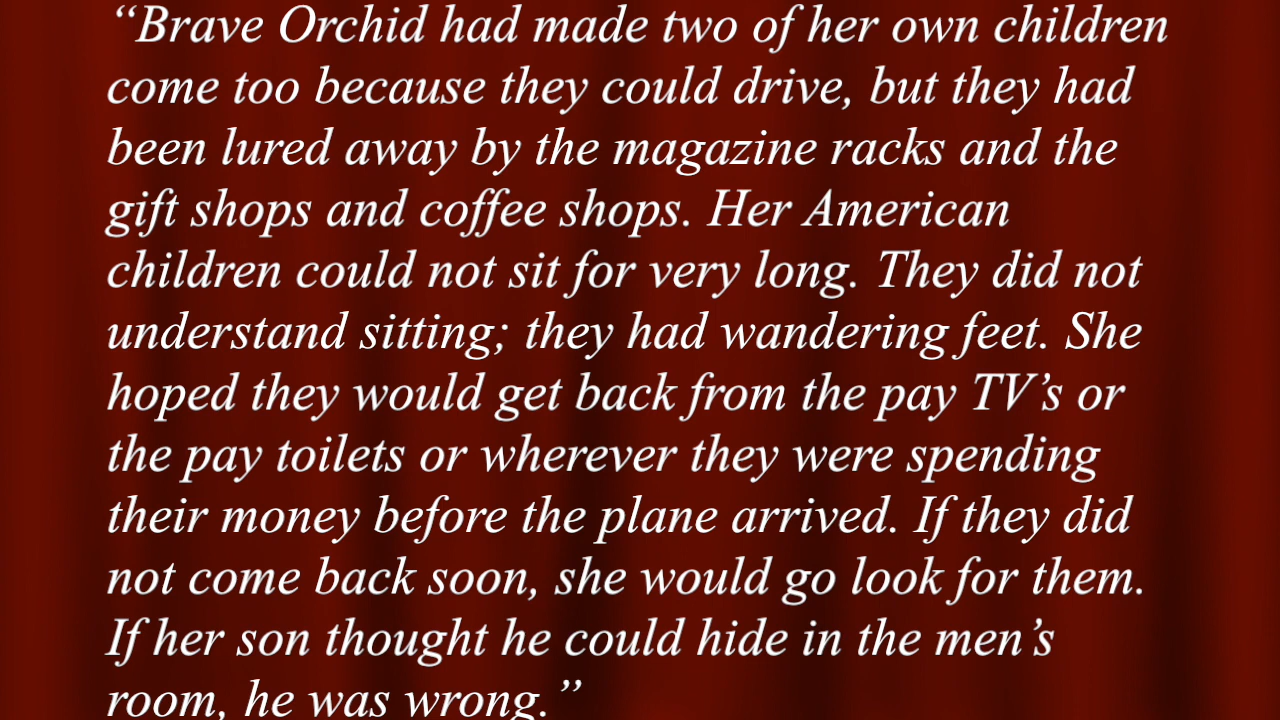 “Brave Orchid had made two of her own children
come too because they could drive, but they had
been lured away by the magazine racks and the
gift shops and coffee shops. Her American
children could not sit for very long. They did not
understand sitting; they had wandering feet. She
hoped they would get back from the pay TV’s or
the pay toilets or wherever they were spending
their money before the plane arrived. If they did
not come back soon, she would go look for them.
If her son thought he could hide in the men’s
room, he was wrong.”